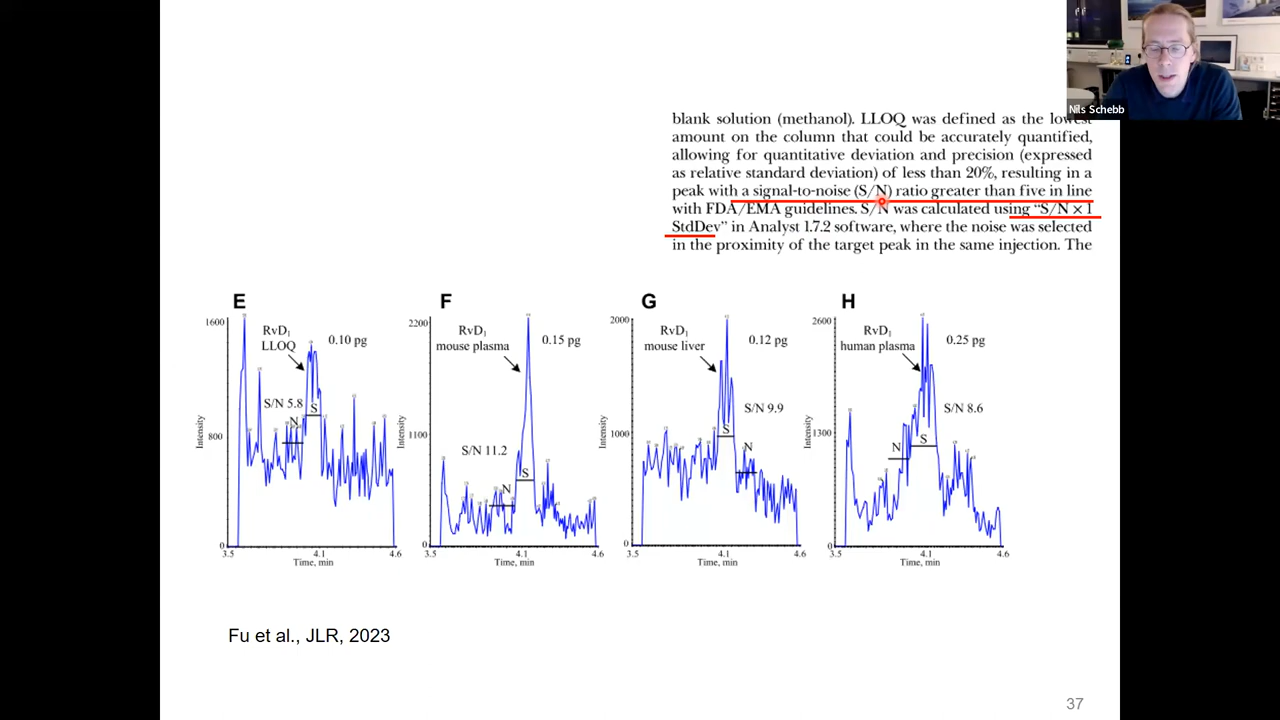 Nils Schebb
blank solution (methanol). LLOQ was defined as the lowest
amount on the column that could be accurately quantified,
allowing for quantitative deviation and precision (expressed
as relative standard deviation) of less than 20%, resulting in a
peak with a signal-to-noise (S/N) ratio greater than five in line
with FDA/EMA guidelines. S/N was calculated using “S/N × 1
StdDev” in Analyst 1.7.2 software, where the noise was selected
in the proximity of the target peak in the same injection. The
E
1600
800
0
Intensity
RvD1
LLOQ
0.10 pg
S/N 5.8
N
S
3.5
4.1
4.6
Time, min
F
2200
1100
0
Intensity
RvD1
mouse plasma
0.15 pg
S/N 11.2
N
S
3.5
4.1
4.6
Time, min
G
2000
1000
0
Intensity
RvD1
mouse liver
0.12 pg
S/N 9.9
S
N
3.5
4.1
4.6
Time, min
H
2600
1300
0
Intensity
RvD1
human plasma
0.25 pg
S/N 8.6
N
S
3.5
4.1
4.6
Time, min
Fu et al., JLR, 2023
37